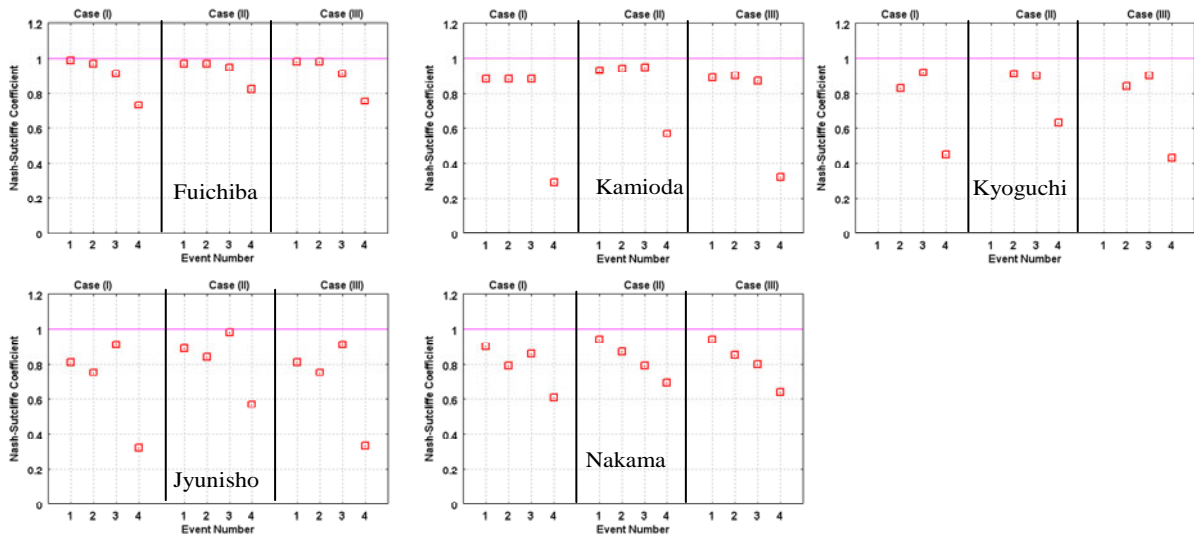 Case (I) Case (II) Case (III)
1.2
1
0.8
0.6
0.4
0.2
0
Nash-Sutcliffe Coefficient
Fuichiba
1 2 3 4 1 2 3 4 1 2 3 4
Event Number
Case (I) Case (II) Case (III)
1.2
1
0.8
0.6
0.4
0.2
0
Nash-Sutcliffe Coefficient
Kamioda
1 2 3 4 1 2 3 4 1 2 3 4
Event Number
Case (I) Case (II) Case (III)
1.2
1
0.8
0.6
0.4
0.2
0
Nash-Sutcliffe Coefficient
Kyoguchi
1 2 3 4 1 2 3 4 1 2 3 4
Event Number
Case (I) Case (II) Case (III)
1.2
1
0.8
0.6
0.4
0.2
0
Nash-Sutcliffe Coefficient
Jyunisho
1 2 3 4 1 2 3 4 1 2 3 4
Event Number
Case (I) Case (II) Case (III)
1.2
1
0.8
0.6
0.4
0.2
0
Nash-Sutcliffe Coefficient
Nakama
1 2 3 4 1 2 3 4 1 2 3 4
Event Number